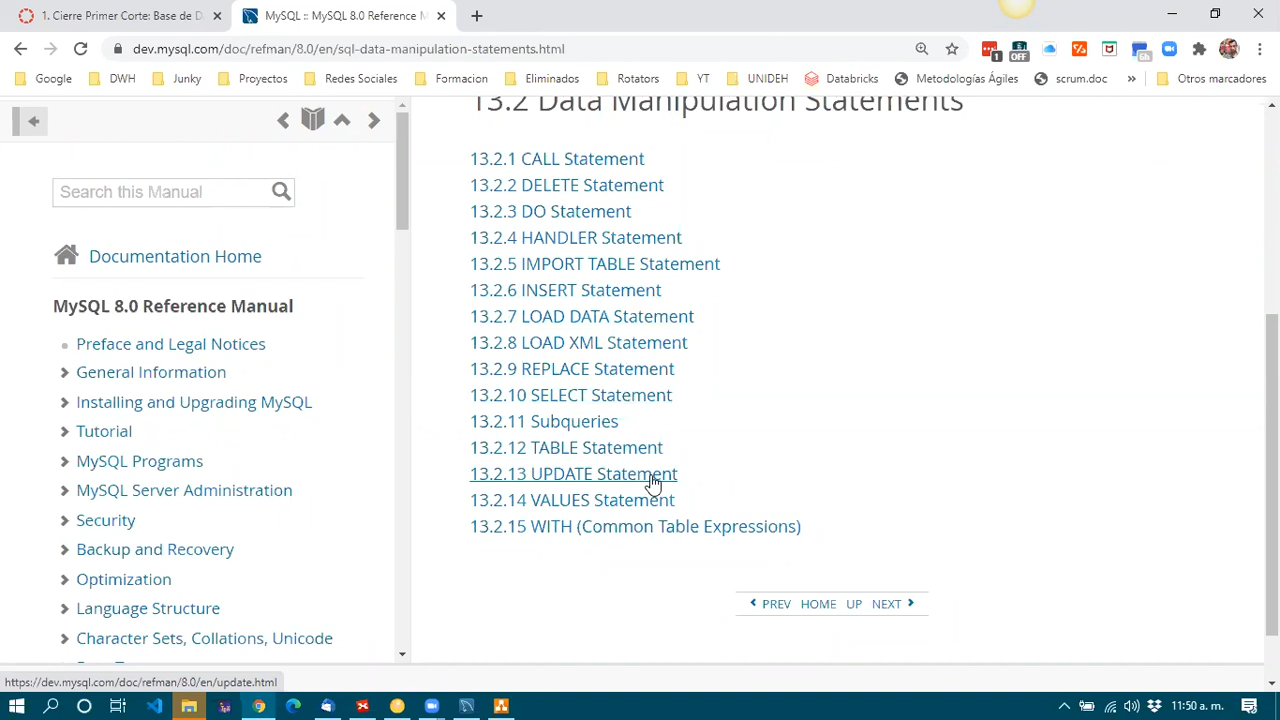 1. Cierre Primer Corte: Base de D
MySQL :: MySQL 8.0 Reference M
dev.mysql.com/doc/refman/8.0/en/sql-data-manipulation-statements.html
1
OFF
6h
Google
DWH
Junky
Proyectos
Redes Sociales
Formacion
Eliminados
Rotators
YT
UNIDEH
Databricks
Metodologías Ágiles
scrum.doc
»
Otros marcadores
Search this Manual
Documentation Home
MySQL 8.0 Reference Manual
Preface and Legal Notices
General Information
Installing and Upgrading MySQL
Tutorial
MySQL Programs
MySQL Server Administration
Security
Backup and Recovery
Optimization
Language Structure
Character Sets, Collations, Unicode
13.2 Data Manipulation Statements
13.2.1 CALL Statement
13.2.2 DELETE Statement
13.2.3 DO Statement
13.2.4 HANDLER Statement
13.2.5 IMPORT TABLE Statement
13.2.6 INSERT Statement
13.2.7 LOAD DATA Statement
13.2.8 LOAD XML Statement
13.2.9 REPLACE Statement
13.2.10 SELECT Statement
13.2.11 Subqueries
13.2.12 TABLE Statement
13.2.13 UPDATE Statement
13.2.14 VALUES Statement
13.2.15 WITH (Common Table Expressions)
PREV HOME UP NEXT
https://dev.mysql.com/doc/refman/8.0/en/update.html
11:50 a. m.